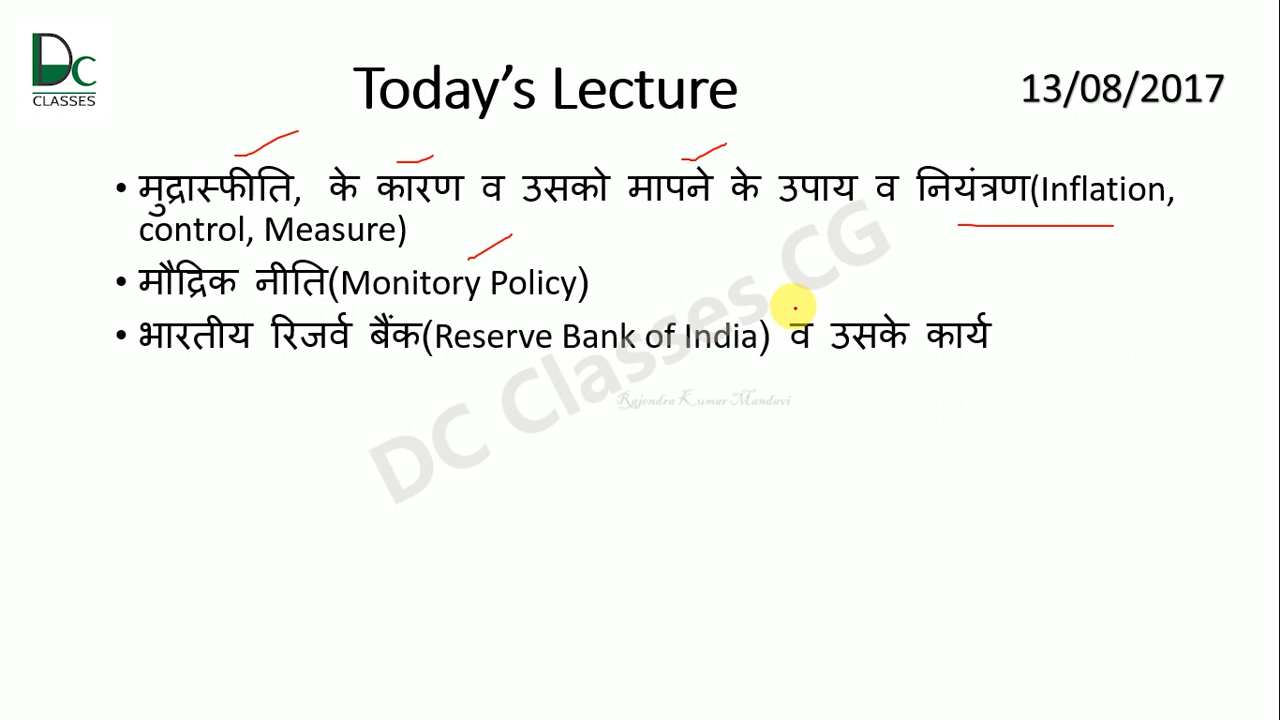 DC
CLASSES
Today's Lecture
13/08/2017
• मुद्रास्फीति, के कारण व उसको मापने के उपाय व नियंत्रण(Inflation,
control, Measure)
• मौद्रिक नीति(Monitory Policy)
• भारतीय रिजर्व बैंक(Reserve Bank of India) व उसके कार्य
Rajendra Kumar Mandavi
DC Classes CG